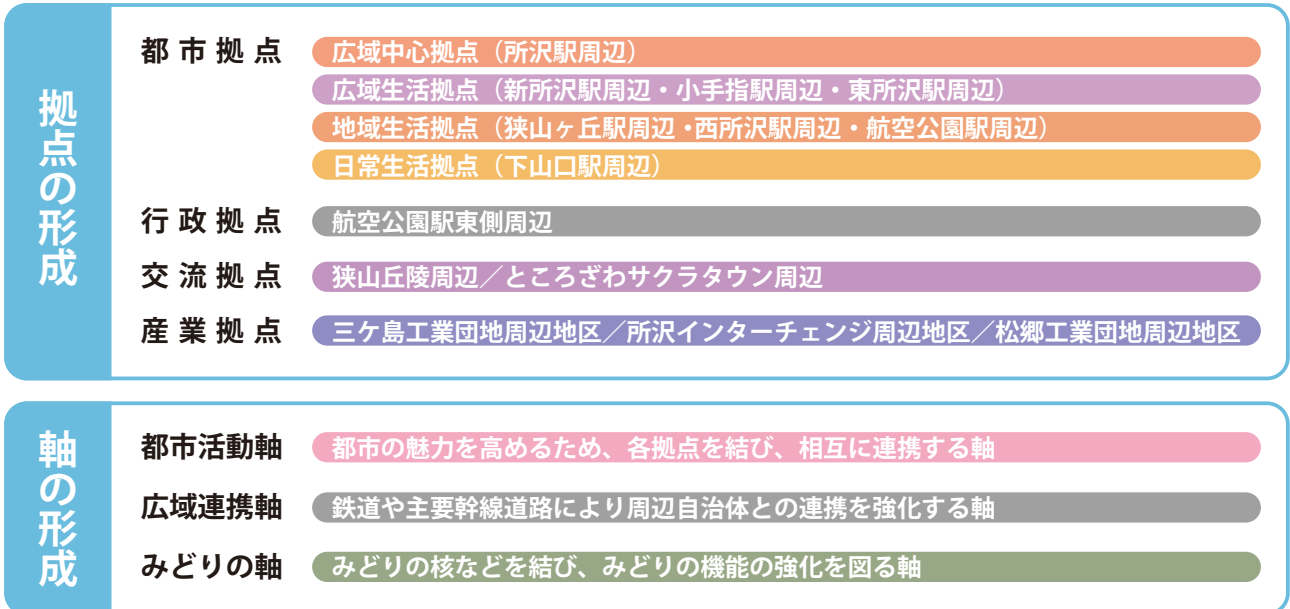 拠点の形成
都市拠点
広域中心拠点（所沢駅周辺）
広域生活拠点（新所沢駅周辺・小手指駅周辺・東所沢駅周辺）
地域生活拠点（狭山ヶ丘駅周辺・西所沢駅周辺・航空公園駅周辺）
日常生活拠点（下山口駅周辺）
行政拠点
航空公園駅東側周辺
交流拠点
狭山丘陵周辺／ところざわサクラタウン周辺
産業拠点
三ケ島工業団地周辺地区／所沢インターチェンジ周辺地区／松郷工業団地周辺地区
軸の形成
都市活動軸
都市の魅力を高めるため、各拠点を結び、相互に連携する軸
広域連携軸
鉄道や主要幹線道路により周辺自治体との連携を強化する軸
みどりの軸
みどりの核などを結び、みどりの機能の強化を図る軸